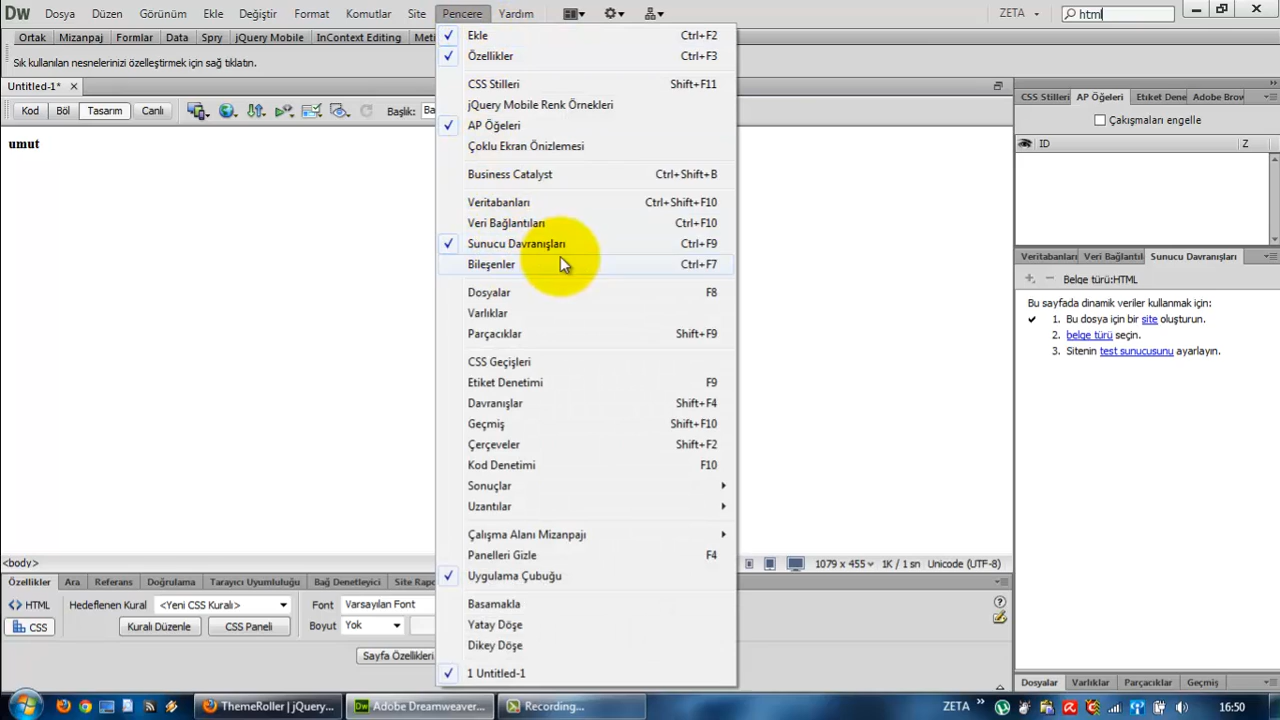 Dw Dosya Düzen Görünüm Ekle Değiştir Format Komutlar Site Pencere Yardım ZETA html
Ortak Mizanpaj Formlar Data Spry jQuery Mobile InContext Editing
Sık kullanılan nesnelerinizi özelleştirmek için sağ tıklatın.
Untitled-1*
Kod Böl Tasarım Canlı Başlık: Ba
umut
Ekle Ctrl+F2
Özellikler Ctrl+F3
CSS Stilleri Shift+F11
jQuery Mobile Renk Örnekleri
AP Öğeleri
Çoklu Ekran Önizlemesi
Business Catalyst Ctrl+Shift+B
Veritabanları Ctrl+Shift+F10
Veri Bağlantıları Ctrl+F10
Sunucu Davranışları Ctrl+F9
Bileşenler Ctrl+F7
Dosyalar F8
Varlıklar
Parçacıklar Shift+F9
CSS Geçişleri
Etiket Denetimi F9
Davranışlar Shift+F4
Geçmiş Shift+F10
Çerçeveler Shift+F2
Kod Denetimi F10
Sonuçlar
Uzantılar
Çalışma Alanı Mizanpajı
Panelleri Gizle F4
Uygulama Çubuğu
Basamakla
Yatay Döşe
Dikey Döşe
1 Untitled-1
CSS Stilleri AP Öğeleri Etiket Dene Adobe Brow
Çakışmaları engelle
ID Z
Veritabanları Veri Bağlantıl Sunucu Davranışları
Belge türü:HTML
Bu sayfada dinamik veriler kullanmak için:
1. Bu dosya için bir site oluşturun.
2. belge türü seçin.
3. Sitenin test sunucusunu ayarlayın.
Dosyalar Varlıklar Parçacıklar Geçmiş
<body> 1079 x 455 1K / 1 sn Unicode (UTF-8)
Özellikler Ara Referans Doğrulama Tarayıcı Uyumluluğu Bağ Denetleyici Site Rapo
HTML Hedeflenen Kural <Yeni CSS Kuralı> Font Varsayılan Font
CSS Kuralı Düzenle CSS Paneli Boyut Yok
Sayfa Özellikleri
ThemeRoller | jQuery... Adobe Dreamweaver... Recording... ZETA 16:50